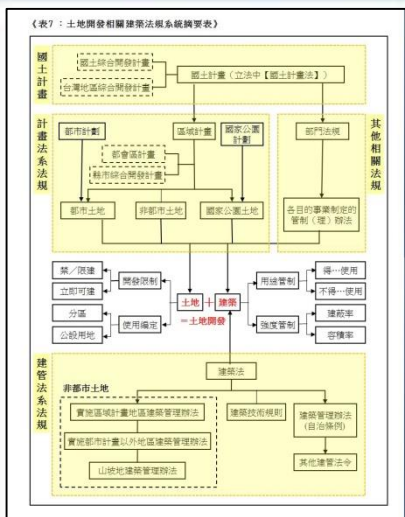 《表7：土地開發相關建築法規系統摘要表》
國土計畫
國土綜合開發計畫
台灣地區綜合開發計畫
國土計畫（立法中【國土計畫法】）
計畫法系法規
都市計劃
區域計畫
國家公園計劃
部門法規
其他相關法規
都會區計畫
縣市綜合開發計畫
都市土地
非都市土地
國家公園土地
各目的事業制定的管制（理）辦法
禁／限建
立即可建
開發限制
分區
公設用地
使用編定
土地
＋
建築
＝土地開發
用途管制
得…使用
不得…使用
強度管制
建蔽率
容積率
建管法系法規
建築法
非都市土地
實施區域計畫地區建築管理辦法
實施都市計畫以外地區建築管理辦法
山坡地建築管理辦法
建築技術規則
建築管理辦法
(自治條例)
其他建管法令